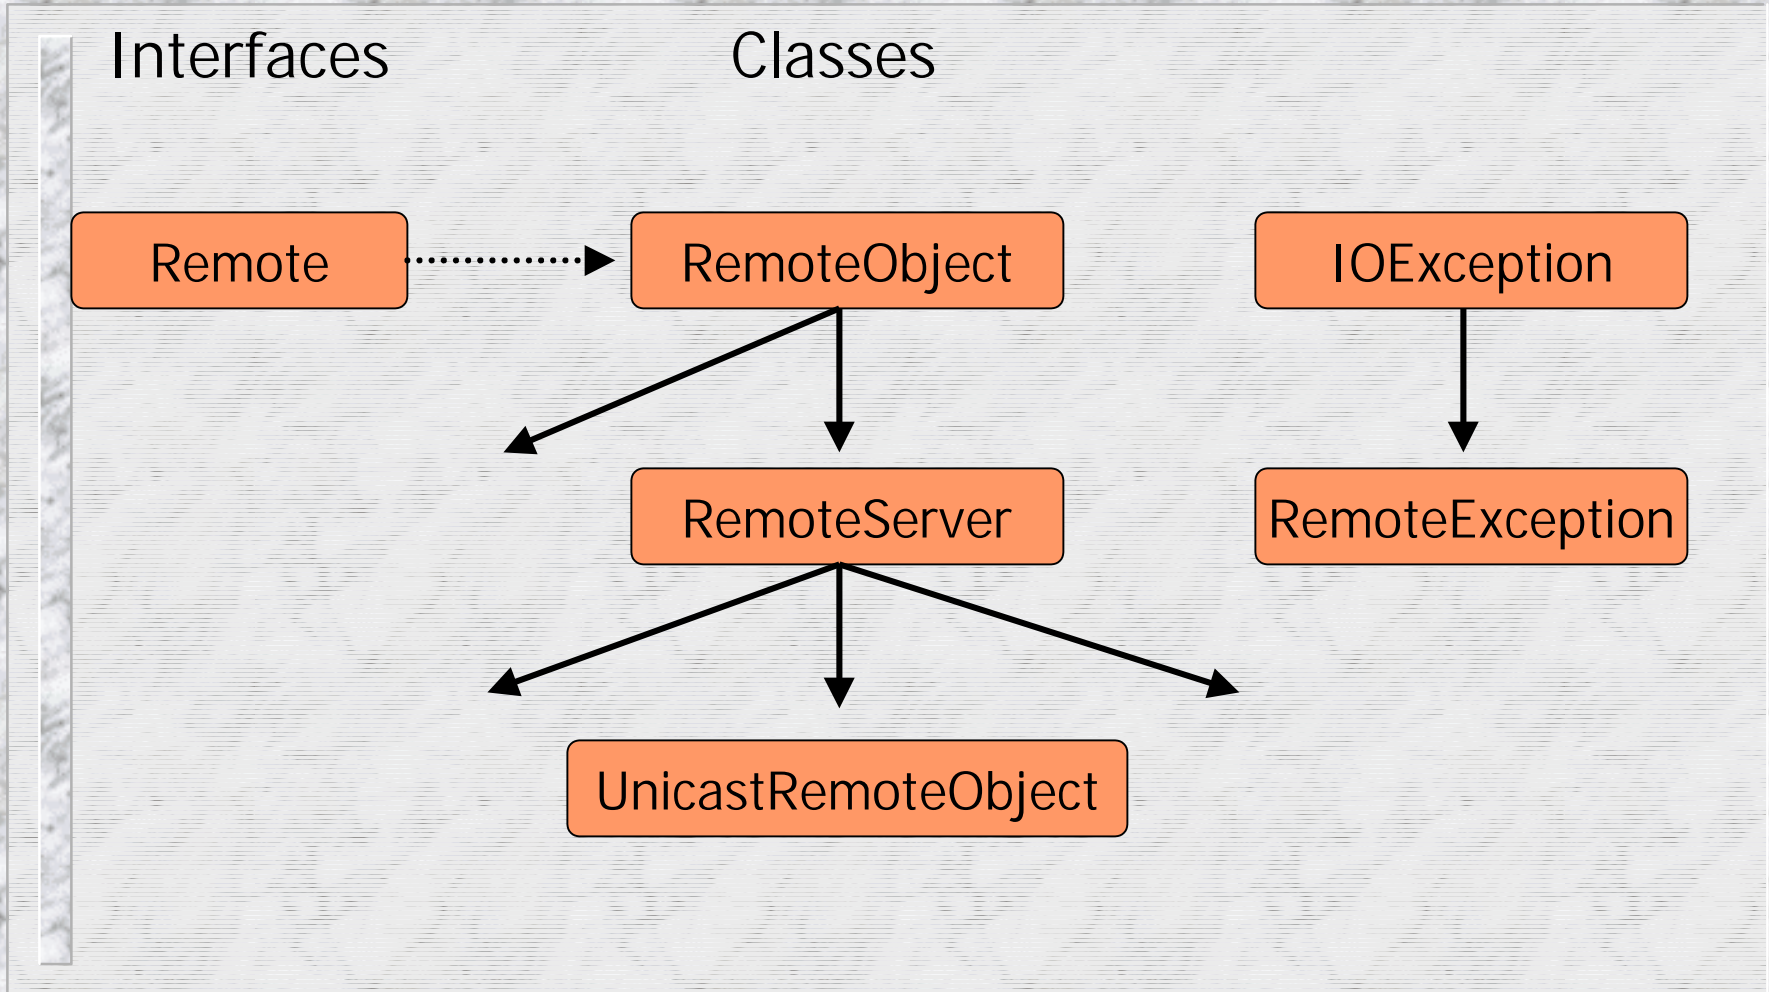 Interfaces
Classes
Remote
RemoteObject
IOException
RemoteServer
RemoteException
UnicastRemoteObject